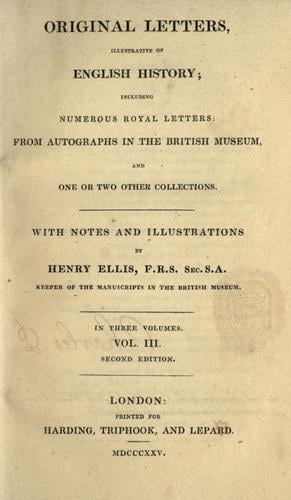 ORIGINAL LETTERS,
ILLUSTRATIVE OF
ENGLISH HISTORY;
INCLUDING
NUMEROUS ROYAL LETTERS:
FROM AUTOGRAPHS IN THE BRITISH MUSEUM,
AND
ONE OR TWO OTHER COLLECTIONS.
WITH NOTES AND ILLUSTRATIONS
BY
HENRY ELLIS, F.R.S. SEC. S.A.
KEEPER OF THE MANUSCRIPTS IN THE BRITISH MUSEUM.
IN THREE VOLUMES.
VOL. III.
SECOND EDITION.
LONDON:
PRINTED FOR
HARDING, TRIPHOOK, AND LEPARD.
MDCCCXXV.